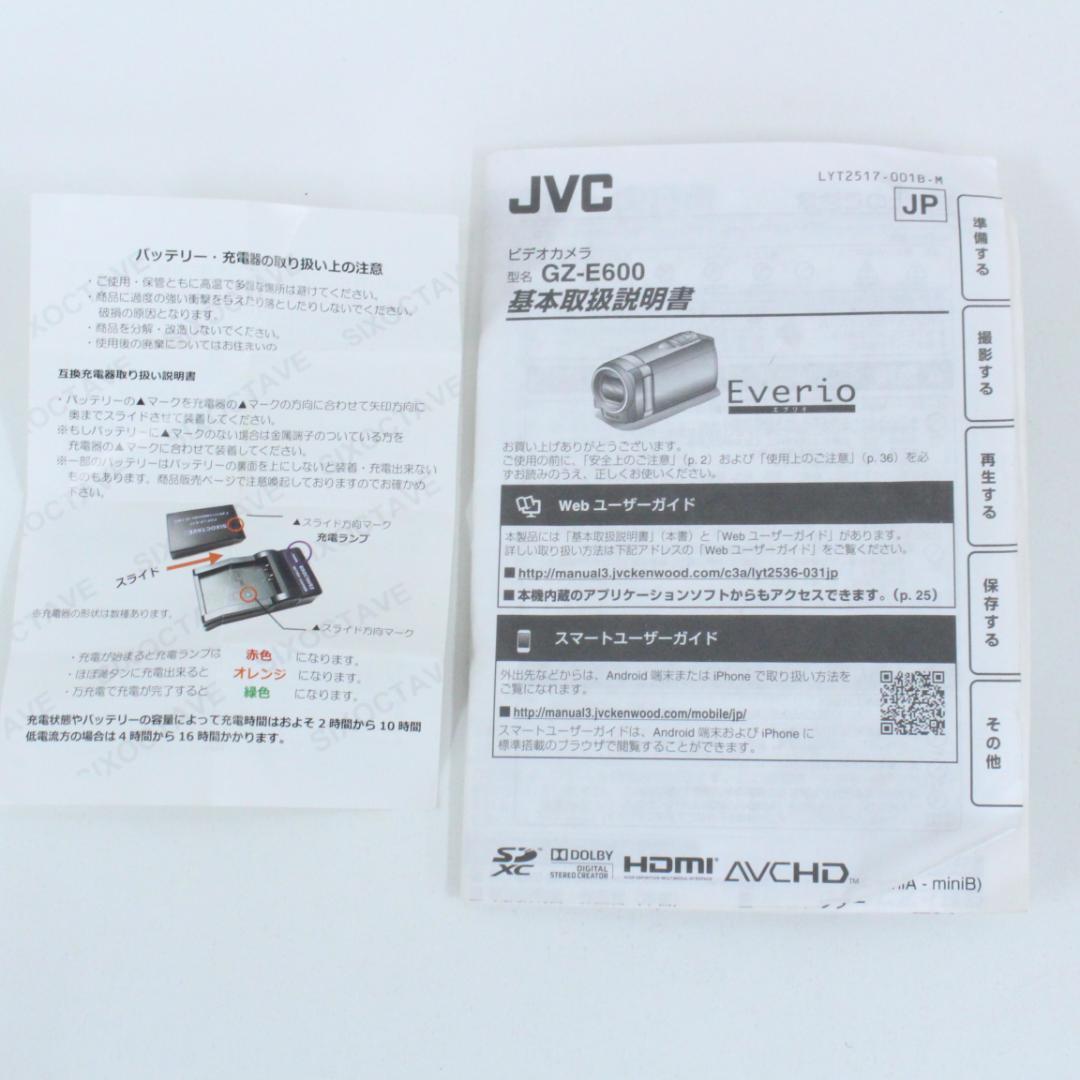 バッテリー・充電器の取り扱い上の注意
・ご使用・保管ともに高温で多湿な場所は避けてください。
・商品に過度の強い衝撃を与えたり落としたりしないでください。
破損の原因となります。
・商品を分解・改造しないでください。
・使用後の廃棄についてはお住まいの
互換充電器取り扱い説明書
・バッテリーの▲マークを充電器の▲マークの方向に合わせて矢印方向に
奥までスライドさせて装着してください。
※もしバッテリーに▲マークのない場合は金属端子のついている方を
充電器の▲マークに合わせて装着してください。
※一部のバッテリーはバッテリーの裏面を上にしないと装着・充電出来ない
ものもあります。商品販売ページで注意喚起しておりますのでお確かめ
下さい。
SIXOCTAVE
▲スライド方向マーク
充電ランプ
スライド
※充電器の形状は数種あります。
▲スライド方向マーク
・充電が始まると充電ランプは 赤色 になります。
・ほぼ満タンに充電出来ると オレンジ になります。
・万充電で充電が完了すると 緑色 になります。
充電状態やバッテリーの容量によって充電時間はおよそ2時間から10時間
低電流方の場合は4時間から16時間かかります。
JVC
LYT2517-001B-M
JP
ビデオカメラ
型名 GZ-E600
基本取扱説明書
Everio
エブリオ
お買い上げありがとうございます。
ご使用の前に、「安全上のご注意」(p. 2) および「使用上のご注意」(p. 36) を必
ずお読みのうえ、正しくお使いください。
Web ユーザーガイド
本製品には「基本取扱説明書」(本書) と「Web ユーザーガイド」があります。
詳しい取り扱い方法は下記アドレスの「Web ユーザーガイド」をご覧ください。
■ http://manual3.jvckenwood.com/c3a/lyt2536-031jp
■ 本機内蔵のアプリケーションソフトからもアクセスできます。(p. 25)
スマートユーザーガイド
外出先などからは、Android 端末または iPhone で取り扱い方法を
ご覧になれます。
■ http://manual3.jvckenwood.com/mobile/jp/
スマートユーザーガイドは、Android 端末および iPhone に
標準搭載のブラウザで閲覧することができます。
準備する
撮影する
再生する
保存する
その他
SD XC
DOLBY
DIGITAL
STEREO CREATOR
HDMI
HIGH-DEFINITION MULTIMEDIA INTERFACE
AVCHD TM
A - miniB)